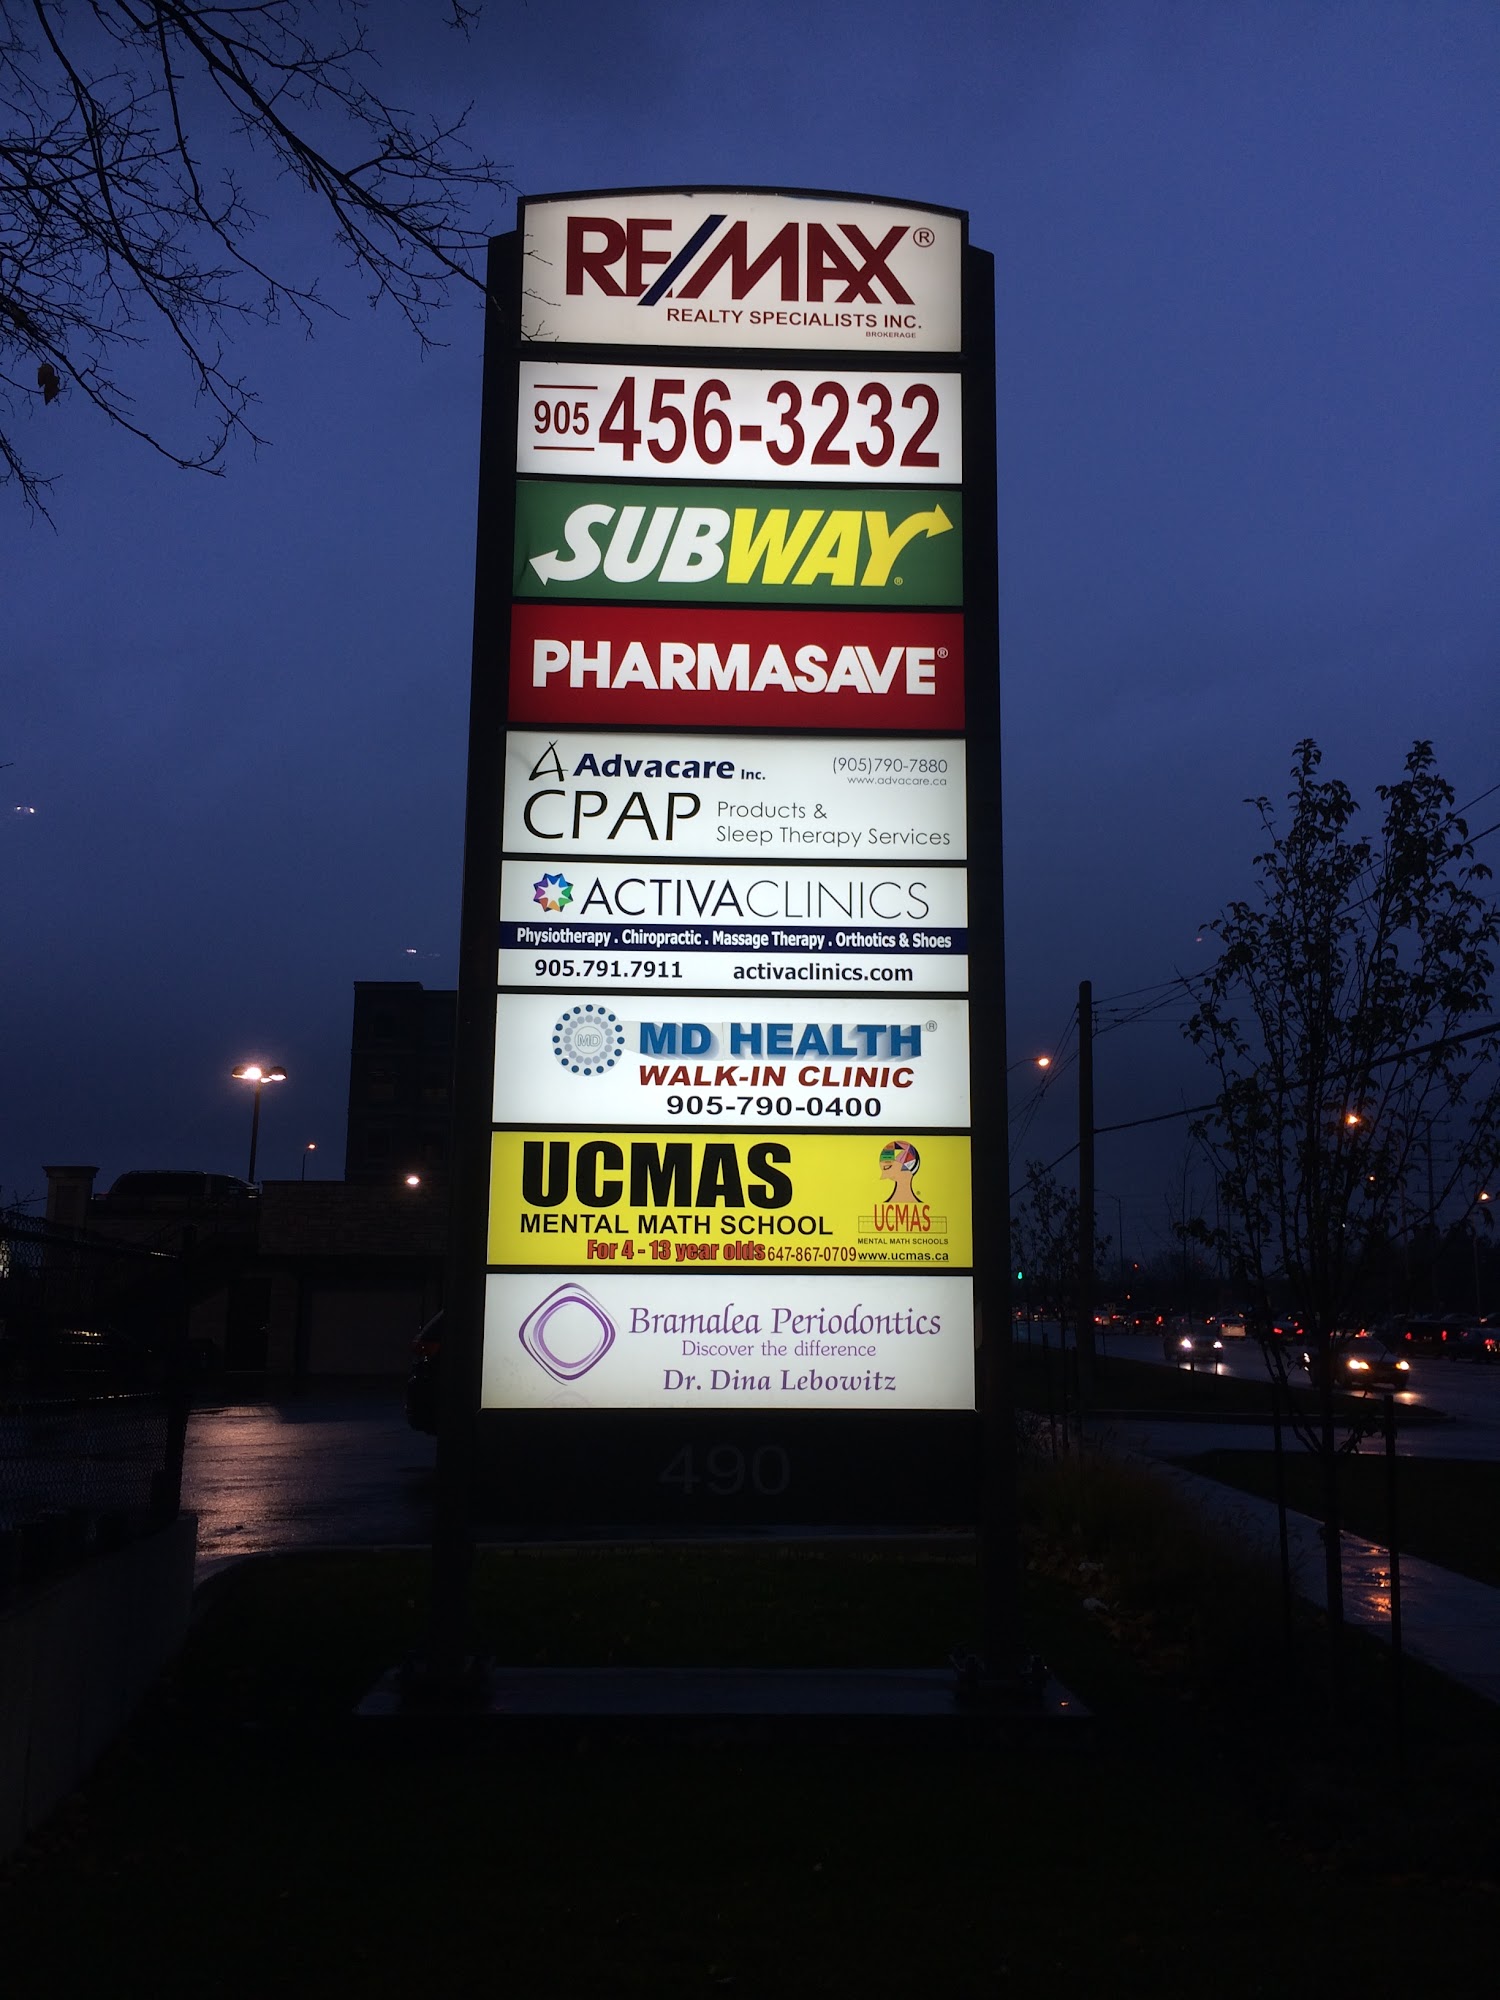 RE/MAX®
REALTY SPECIALISTS INC.
BROKERAGE
905 456-3232
SUBWAY®
PHARMASAVE®
Advacare Inc. (905)790-7880
www.advacare.ca
CPAP Products &
Sleep Therapy Services
ACTIVACLINICS
Physiotherapy . Chiropractic . Massage Therapy . Orthotics & Shoes
905.791.7911 activaclinics.com
MD MD HEALTH®
WALK-IN CLINIC
905-790-0400
UCMAS
MENTAL MATH SCHOOL
UCMAS
MENTAL MATH SCHOOLS
For 4 - 13 year olds 647-867-0709 www.ucmas.ca
Bramalea Periodontics
Discover the difference
Dr. Dina Lebowitz
490